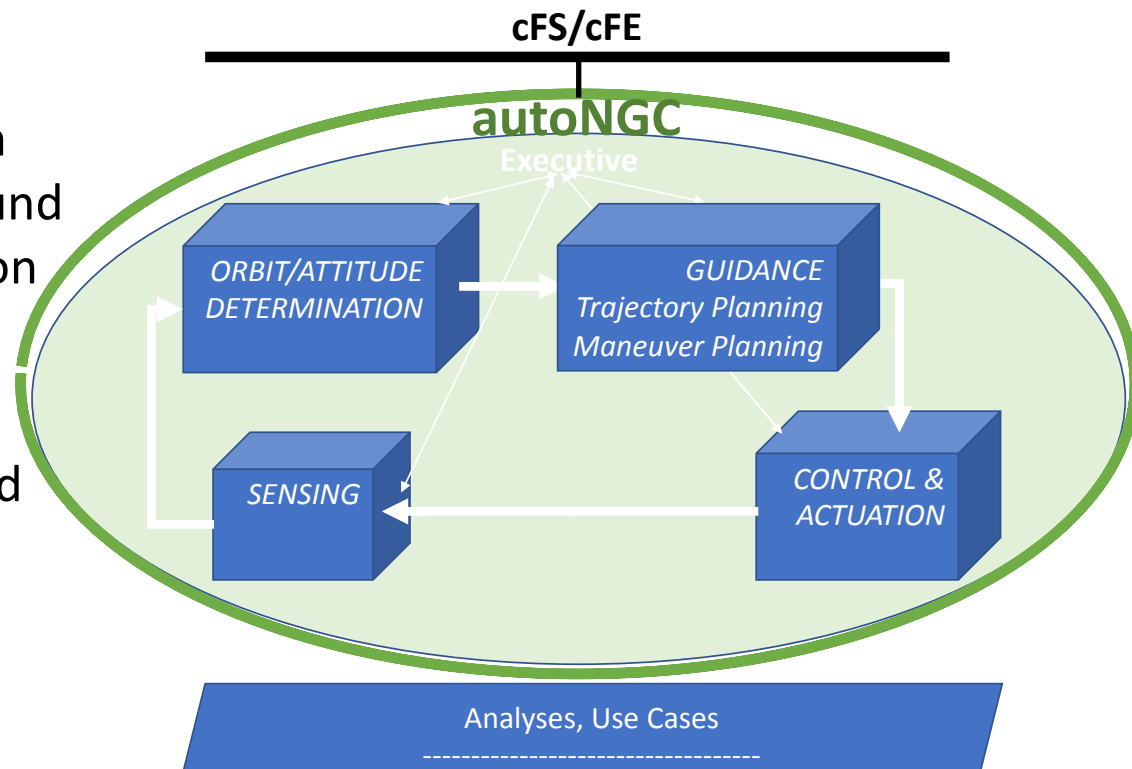 cFS/cFE
autoNGC
Executive
ORBIT/ATTITUDE
DETERMINATION
GUIDANCE
Trajectory Planning
Maneuver Planning
SENSING
CONTROL &
ACTUATION
Analyses, Use Cases
-----------------------------------